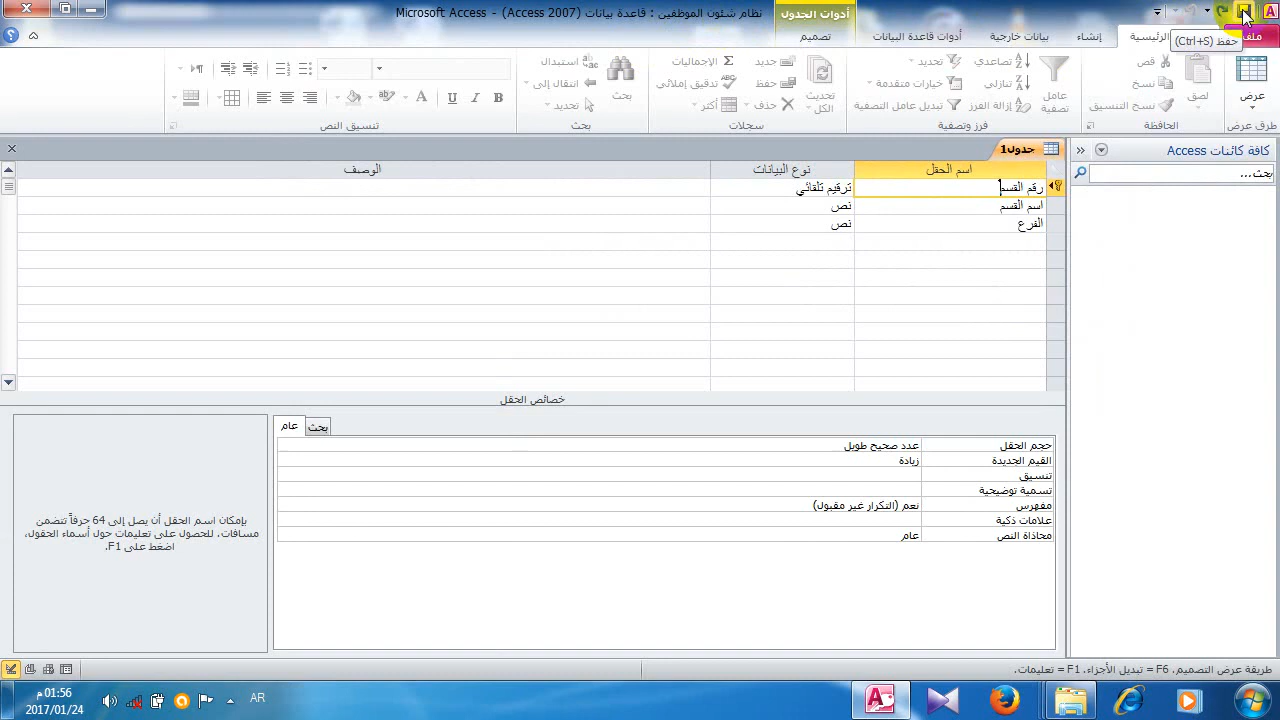 نظام شئون الموظفين : قاعدة بيانات (Access 2007) - Microsoft Access
أدوات الجدول
ملف
الرئيسية
إنشاء
بيانات خارجية
أدوات قاعدة البيانات
تصميم
حفظ (Ctrl+S)
عرض
طرق عرض
لصق
قص
نسخ
نسخ التنسيق
الحافظة
عامل تصفية
تصاعدي
تنازلي
إزالة الفرز
تحديد
خيارات متقدمة
تبديل عامل التصفية
فرز وتصفية
تحديث الكل
جديد
حفظ
حذف
الإجماليات
تدقيق إملائي
أكثر
سجلات
بحث
استبدال
انتقال إلى
تحديد
بحث
B I U A
تنسيق النص
كافة كائنات Access
بحث...
جدول1
اسم الحقل نوع البيانات الوصف
رقم القسم ترقيم تلقائي
اسم القسم نص
الفرع نص
خصائص الحقل
عام بحث
حجم الحقل عدد صحيح طويل
القيم الجديدة زيادة
تنسيق
تسمية توضيحية
مفهرس نعم (التكرار غير مقبول)
علامات ذكية
محاذاة النص عام
بإمكان اسم الحقل أن يصل إلى 64 حرفاً تتضمن
مسافات. للحصول على تعليمات حول أسماء الحقول،
اضغط على F1.
طريقة عرض التصميم. F6 = تبديل الأجزاء. F1 = تعليمات.
AR
01:56 م
2017/01/24